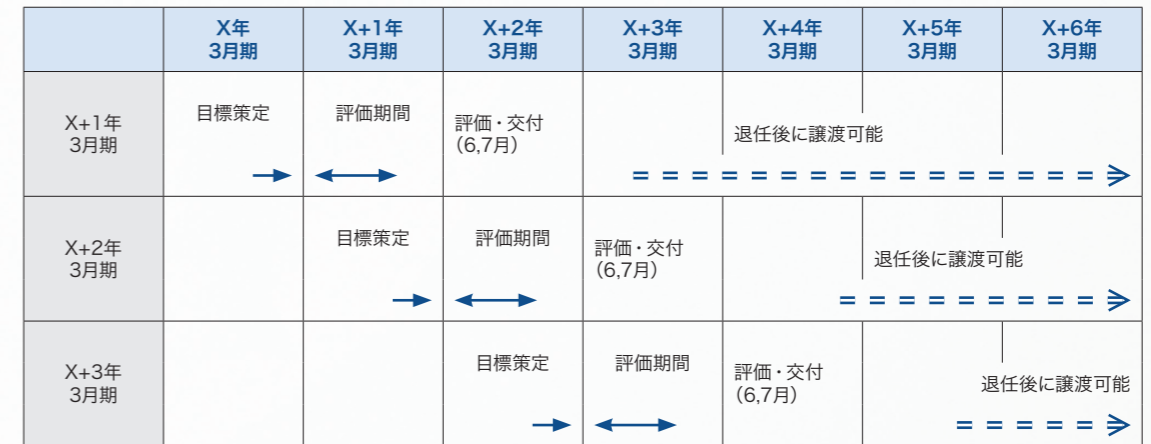 X年
3月期
X+1年
3月期
X+2年
3月期
X+3年
3月期
X+4年
3月期
X+5年
3月期
X+6年
3月期
X+1年
3月期
目標策定
評価期間
評価・交付
（6,7月）
退任後に譲渡可能
X+2年
3月期
目標策定
評価期間
評価・交付
（6,7月）
退任後に譲渡可能
X+3年
3月期
目標策定
評価期間
評価・交付
（6,7月）
退任後に譲渡可能